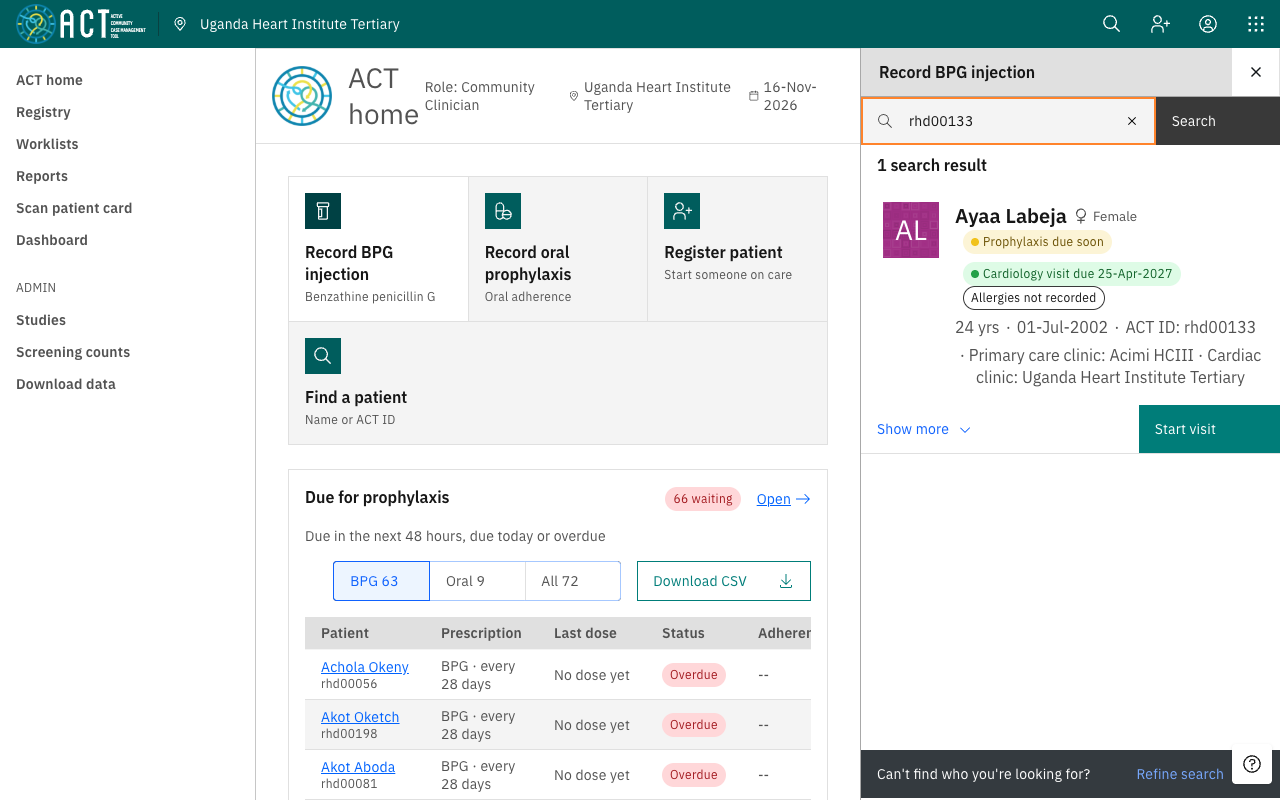 ACT ACTIVE COMMUNITY CASE MANAGEMENT TOOL
Uganda Heart Institute Tertiary
ACT home
Registry
Worklists
Reports
Scan patient card
Dashboard
ADMIN
Studies
Screening counts
Download data
ACT home
Role: Community Clinician
Uganda Heart Institute Tertiary
16-Nov-2026
Record BPG injection
Benzathine penicillin G
Record oral prophylaxis
Oral adherence
Register patient
Start someone on care
Find a patient
Name or ACT ID
Due for prophylaxis
66 waiting
Open
Due in the next 48 hours, due today or overdue
BPG 63
Oral 9
All 72
Download CSV
Patient Prescription Last dose Status Adheren
Achola Okeny BPG · every 28 days No dose yet Overdue --
rhd00056
Akot Oketch BPG · every 28 days No dose yet Overdue --
rhd00198
Akot Aboda BPG · every 28 days No dose yet Overdue --
rhd00081
Record BPG injection
rhd00133
Search
1 search result
AL
Ayaa Labeja Female
Prophylaxis due soon
Cardiology visit due 25-Apr-2027
Allergies not recorded
24 yrs · 01-Jul-2002 · ACT ID: rhd00133
· Primary care clinic: Acimi HCIII · Cardiac
clinic: Uganda Heart Institute Tertiary
Show more
Start visit
Can't find who you're looking for?
Refine search